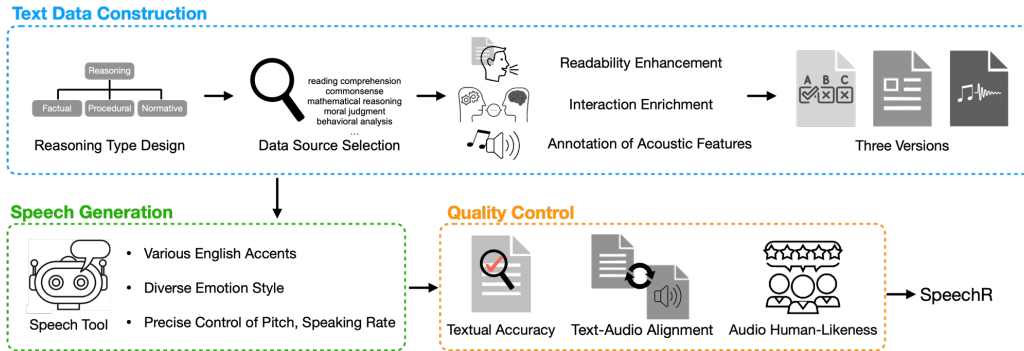 Text Data Construction
Reasoning
Factual
Procedural
Normative
Reasoning Type Design
reading comprehension
commonsense
mathematical reasoning
moral judgment
behavioral analysis
...
Data Source Selection
Readability Enhancement
Interaction Enrichment
Annotation of Acoustic Features
A B C
Three Versions
Speech Generation
Speech Tool
• Various English Accents
• Diverse Emotion Style
• Precise Control of Pitch, Speaking Rate
Quality Control
Textual Accuracy
Text-Audio Alignment
Audio Human-Likeness
SpeechR